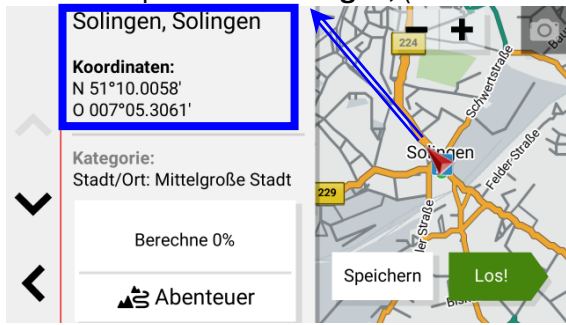 Solingen, Solingen
Koordinaten:
N 51°10.0058'
O 007°05.3061'
Kategorie:
Stadt/Ort: Mittelgroße Stadt
Berechne 0%
Abenteuer
224
Schwertstraße
Solingen
Felder-Straße
229
Straße
Speichern
Los!